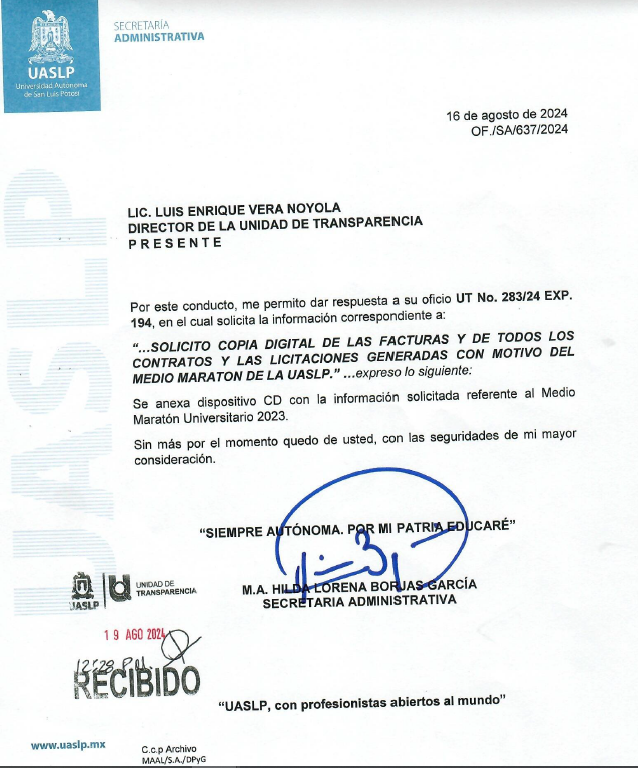 SECRETARÍA
ADMINISTRATIVA
UASLP
Universidad Autónoma
de San Luis Potosí
16 de agosto de 2024
OF./SA/637/2024
LIC. LUIS ENRIQUE VERA NOYOLA
DIRECTOR DE LA UNIDAD DE TRANSPARENCIA
P R E S E N T E
Por este conducto, me permito dar respuesta a su oficio UT No. 283/24 EXP.
194, en el cual solicita la información correspondiente a:
“...SOLICITO COPIA DIGITAL DE LAS FACTURAS Y DE TODOS LOS
CONTRATOS Y LAS LICITACIONES GENERADAS CON MOTIVO DEL
MEDIO MARATON DE LA UASLP.” ...expreso lo siguiente:
Se anexa dispositivo CD con la información solicitada referente al Medio
Maratón Universitario 2023.
Sin más por el momento quedo de usted, con las seguridades de mi mayor
consideración.
UASLP
“SIEMPRE AUTÓNOMA. POR MI PATRIA EDUCARÉ”
M.A. HILDA LORENA BORJAS GARCÍA
SECRETARIA ADMINISTRATIVA
UASLP
UNIDAD DE
TRANSPARENCIA
19 AGO 2024
12:28 P.M.
RECIBIDO
“UASLP, con profesionistas abiertos al mundo”
www.uaslp.mx
C.c.p Archivo
MAAL/S.A./DPyG